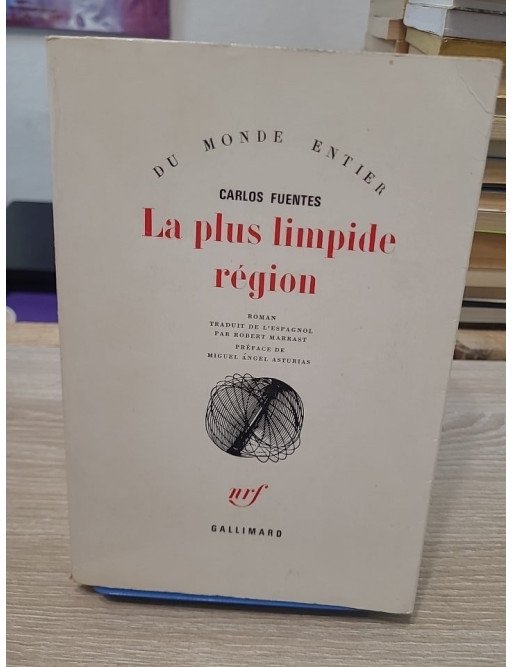 DU MONDE ENTIER
CARLOS FUENTES
La plus limpide
région
ROMAN
TRADUIT DE L'ESPAGNOL
PAR ROBERT MARRAST
PRÉFACE DE
MIGUEL ÁNGEL ASTURIAS
nrf
GALLIMARD